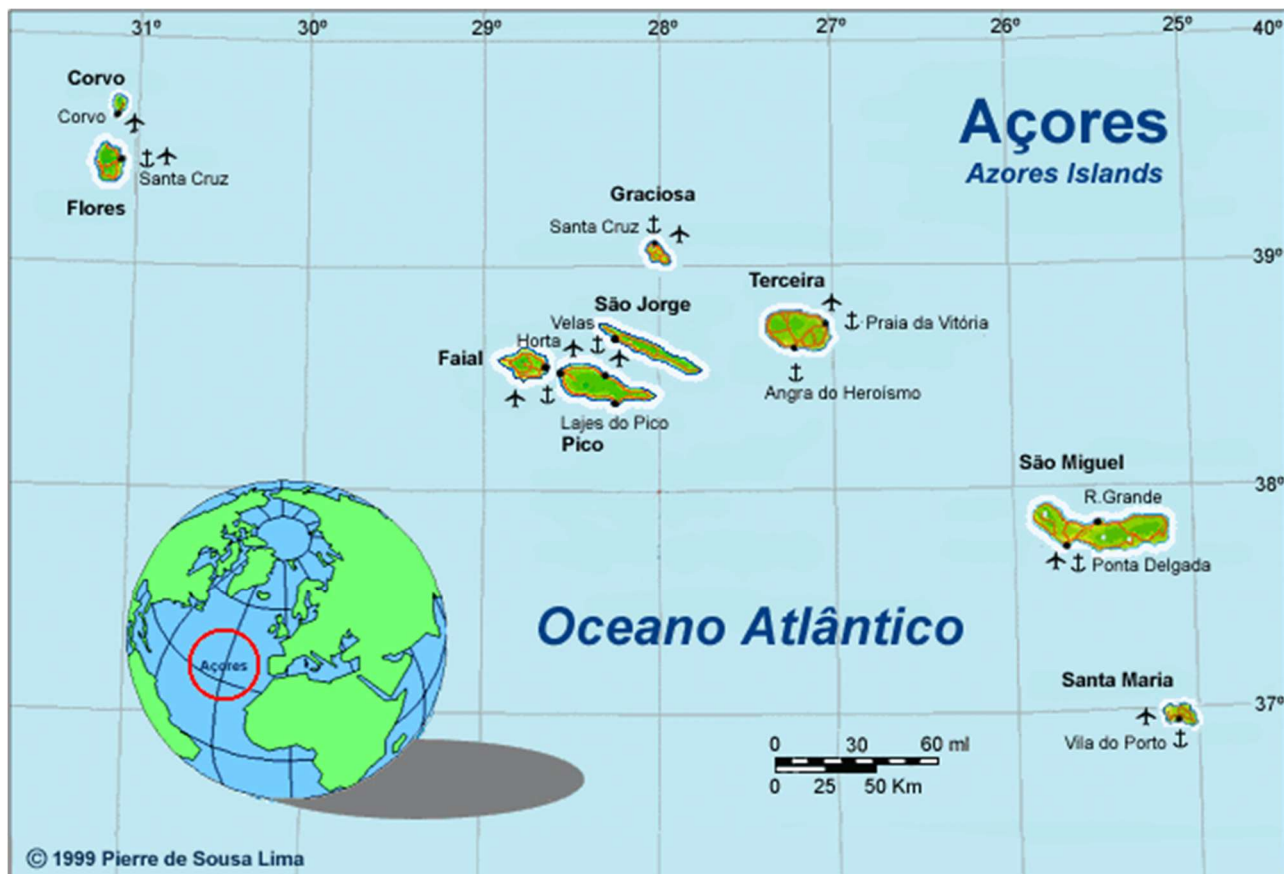 31º
30º
29º
28º
27º
26º
25º
40º
Corvo
Corvo
Santa Cruz
Flores
Açores
Azores Islands
Graciosa
Santa Cruz
39º
Terceira
São Jorge
Velas
Praia da Vitória
Horta
Faial
Angra do Heroísmo
Lajes do Pico
Pico
São Miguel
38º
R.Grande
Ponta Delgada
Oceano Atlântico
Açores
Santa Maria
37º
Vila do Porto
0 30 60 ml
0 25 50 Km
© 1999 Pierre de Sousa Lima